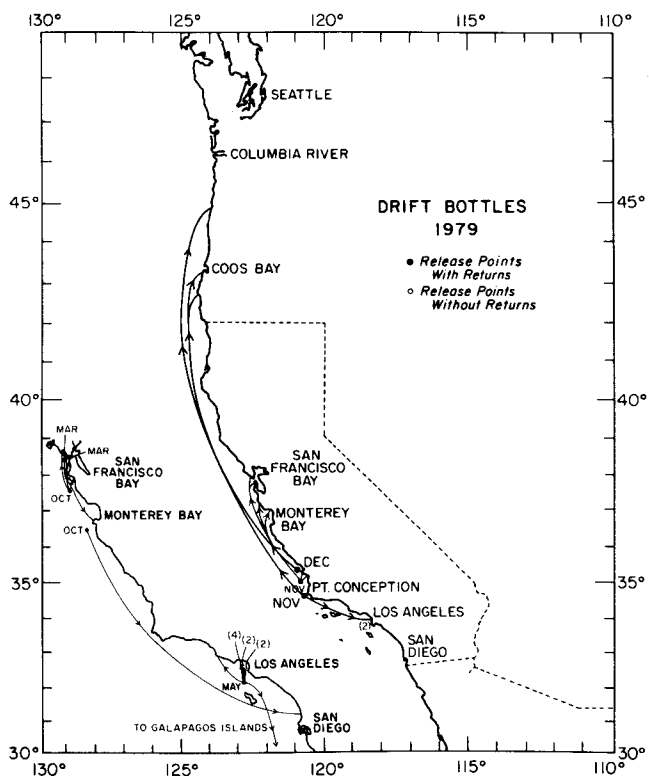 130° 125° 120° 115° 110°
SEATTLE
COLUMBIA RIVER
45° 45°
DRIFT BOTTLES
1979
● Release Points
With Returns
○ Release Points
Without Returns
COOS BAY
40° 40°
MAR
MAR
SAN
FRANCISCO
BAY
OCT
MONTEREY BAY
OCT
SAN
FRANCISCO
BAY
MONTEREY
BAY
DEC
NOV
PT. CONCEPTION
NOV
35° 35°
LOS ANGELES
(2)
SAN
DIEGO
(4) (2) (2)
LOS ANGELES
MAY
TO GALAPAGOS ISLANDS
SAN
DIEGO
30° 30°
130° 125° 120° 115° 110°